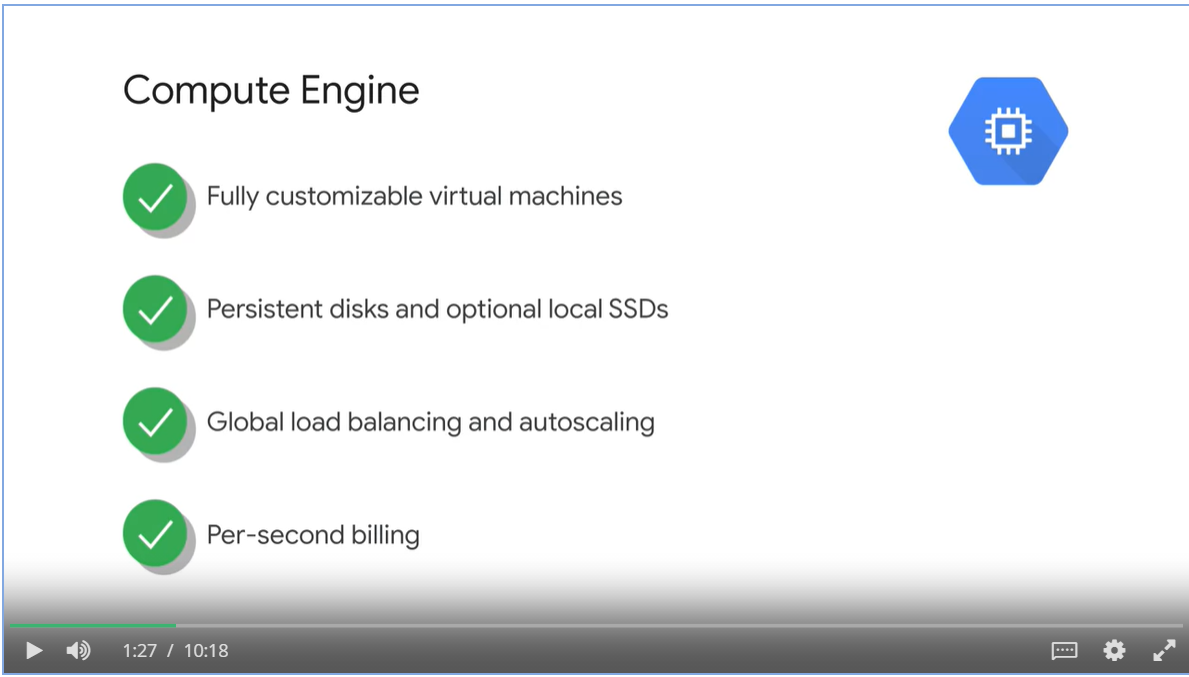 Compute Engine
Fully customizable virtual machines
Persistent disks and optional local SSDs
Global load balancing and autoscaling
Per-second billing
1:27 / 10:18